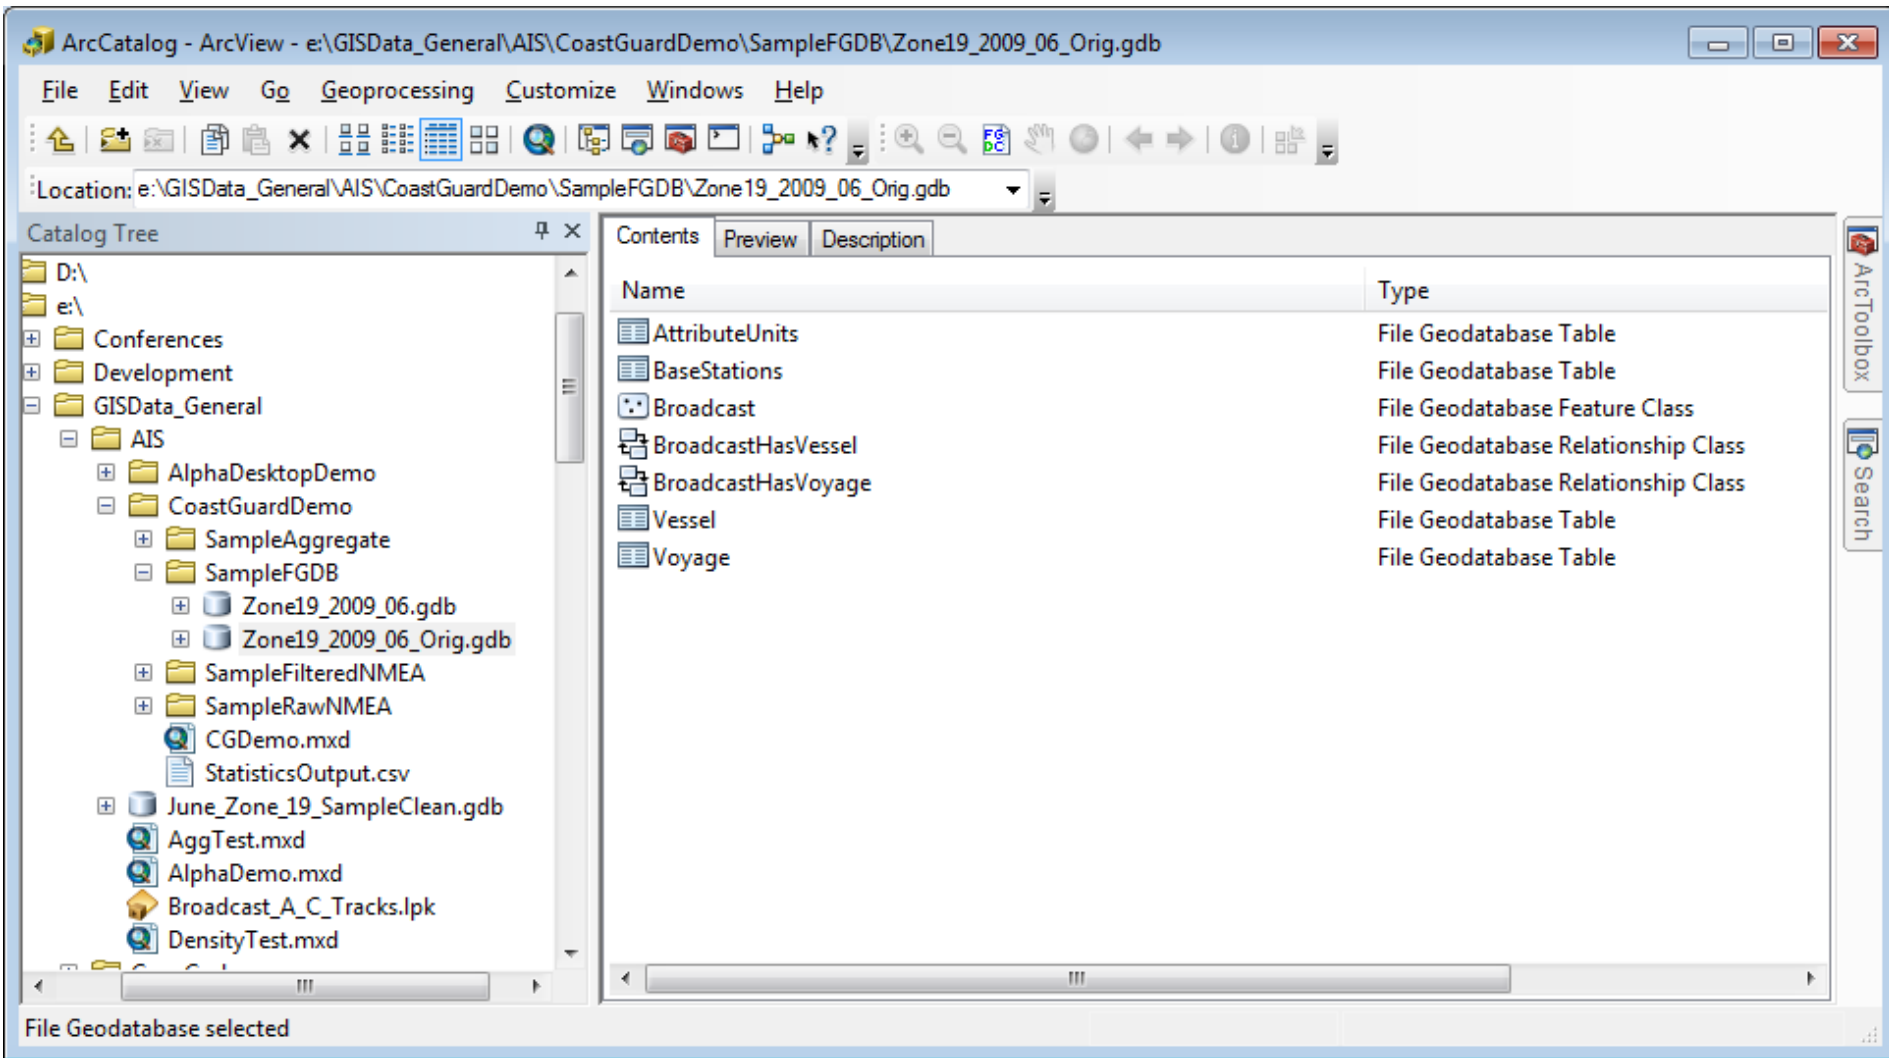 ArcCatalog - ArcView - e:\GISData_General\AIS\CoastGuardDemo\SampleFGDB\Zone19_2009_06_Orig.gdb
File Edit View Go Geoprocessing Customize Windows Help
Location: e:\GISData_General\AIS\CoastGuardDemo\SampleFGDB\Zone19_2009_06_Orig.gdb
Catalog Tree
D:\
e:\
Conferences
Development
GISData_General
AIS
AlphaDesktopDemo
CoastGuardDemo
SampleAggregate
SampleFGDB
Zone19_2009_06.gdb
Zone19_2009_06_Orig.gdb
SampleFilteredNMEA
SampleRawNMEA
CGDemo.mxd
StatisticsOutput.csv
June_Zone_19_SampleClean.gdb
AggTest.mxd
AlphaDemo.mxd
Broadcast_A_C_Tracks.lpk
DensityTest.mxd
Contents Preview Description
Name Type
AttributeUnits File Geodatabase Table
BaseStations File Geodatabase Table
Broadcast File Geodatabase Feature Class
BroadcastHasVessel File Geodatabase Relationship Class
BroadcastHasVoyage File Geodatabase Relationship Class
Vessel File Geodatabase Table
Voyage File Geodatabase Table
ArcToolbox
Search
File Geodatabase selected